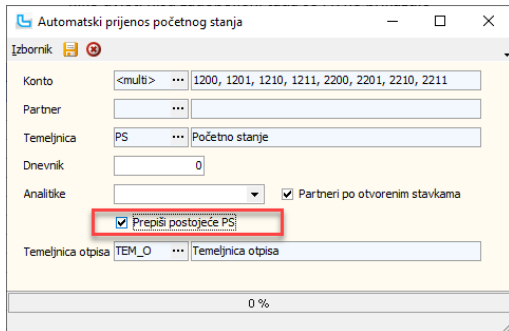 Automatski prijenos početnog stanja
Izbornik
Konto <multi> ... 1200, 1201, 1210, 1211, 2200, 2201, 2210, 2211
Partner ...
Temeljnica PS ... Početno stanje
Dnevnik 0
Analitike Partneri po otvorenim stavkama
Prepiši postojeće PS
Temeljnica otpisa TEM_O ... Temeljnica otpisa
0 %